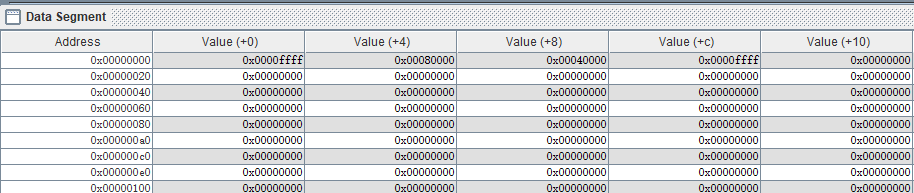 Data Segment
Address Value (+0) Value (+4) Value (+8) Value (+c) Value (+10)
0x00000000 0x0000ffff 0x00080000 0x00040000 0x0000ffff 0x00000000
0x00000020 0x00000000 0x00000000 0x00000000 0x00000000 0x00000000
0x00000040 0x00000000 0x00000000 0x00000000 0x00000000 0x00000000
0x00000060 0x00000000 0x00000000 0x00000000 0x00000000 0x00000000
0x00000080 0x00000000 0x00000000 0x00000000 0x00000000 0x00000000
0x000000a0 0x00000000 0x00000000 0x00000000 0x00000000 0x00000000
0x000000c0 0x00000000 0x00000000 0x00000000 0x00000000 0x00000000
0x000000e0 0x00000000 0x00000000 0x00000000 0x00000000 0x00000000
0x00000100 0x00000000 0x00000000 0x00000000 0x00000000 0x00000000